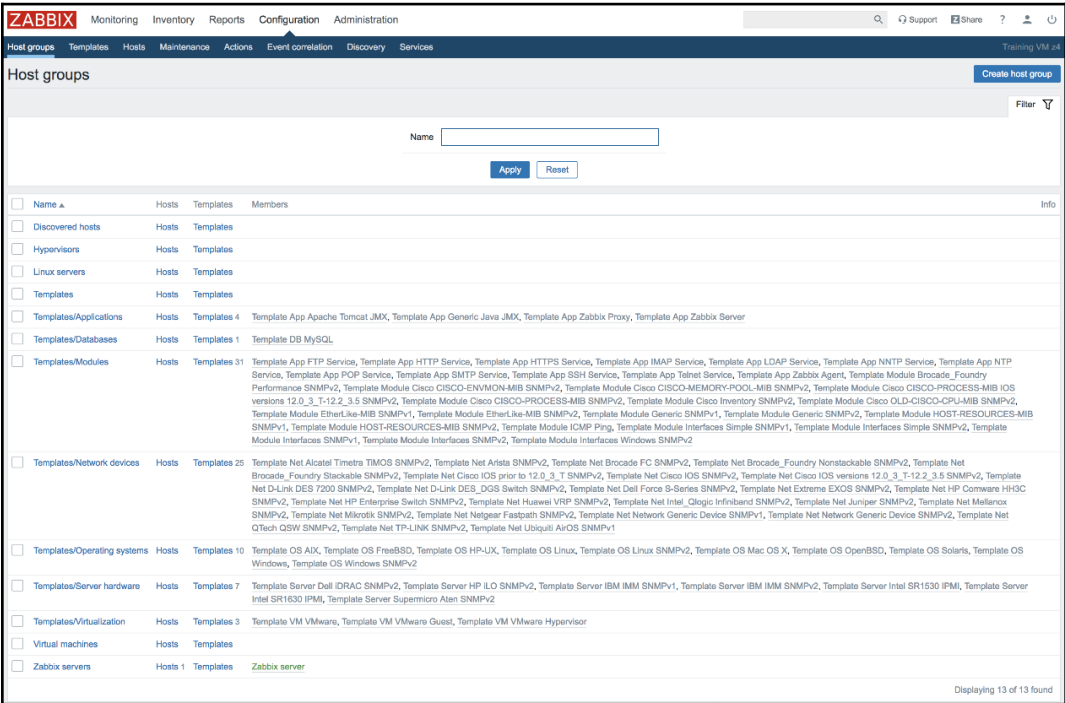 ZABBIX Monitoring Inventory Reports Configuration Administration Support Z Share ?
Host groups Templates Hosts Maintenance Actions Event correlation Discovery Services Training VM z4
Host groups Create host group
Filter
Name
Apply Reset
Name Hosts Templates Members Info
Discovered hosts Hosts Templates
Hypervisors Hosts Templates
Linux servers Hosts Templates
Templates Hosts Templates
Templates/Applications Hosts Templates 4 Template App Apache Tomcat JMX, Template App Generic Java JMX, Template App Zabbix Proxy, Template App Zabbix Server
Templates/Databases Hosts Templates 1 Template DB MySQL
Templates/Modules Hosts Templates 31 Template App FTP Service, Template App HTTP Service, Template App HTTPS Service, Template App IMAP Service, Template App LDAP Service, Template App NNTP Service, Template App NTP
Service, Template App POP Service, Template App SMTP Service, Template App SSH Service, Template App Telnet Service, Template App Zabbix Agent, Template Module Brocade_Foundry
Performance SNMPv2, Template Module Cisco CISCO-ENVMON-MIB SNMPv2, Template Module Cisco CISCO-MEMORY-POOL-MIB SNMPv2, Template Module Cisco CISCO-PROCESS-MIB IOS
versions 12.0_3_T-12.2_3.5 SNMPv2, Template Module Cisco CISCO-PROCESS-MIB SNMPv2, Template Module Cisco Inventory SNMPv2, Template Module Cisco OLD-CISCO-CPU-MIB SNMPv2,
Template Module EtherLike-MIB SNMPv1, Template Module EtherLike-MIB SNMPv2, Template Module Generic SNMPv1, Template Module Generic SNMPv2, Template Module HOST-RESOURCES-MIB
SNMPv1, Template Module HOST-RESOURCES-MIB SNMPv2, Template Module ICMP Ping, Template Module Interfaces Simple SNMPv1, Template Module Interfaces Simple SNMPv2, Template
Module Interfaces SNMPv1, Template Module Interfaces SNMPv2, Template Module Interfaces Windows SNMPv2
Templates/Network devices Hosts Templates 25 Template Net Alcatel Timetra TIMOS SNMPv2, Template Net Arista SNMPv2, Template Net Brocade FC SNMPv2, Template Net Brocade_Foundry Nonstackable SNMPv2, Template Net
Brocade_Foundry Stackable SNMPv2, Template Net Cisco IOS prior to 12.0_3_T SNMPv2, Template Net Cisco IOS SNMPv2, Template Net Cisco IOS versions 12.0_3_T-12.2_3.5 SNMPv2, Template
Net D-Link DES 7200 SNMPv2, Template Net D-Link DES_DGS Switch SNMPv2, Template Net Dell Force S-Series SNMPv2, Template Net Extreme EXOS SNMPv2, Template Net HP Comware HH3C
SNMPv2, Template Net HP Enterprise Switch SNMPv2, Template Net Huawei VRP SNMPv2, Template Net Intel_Qlogic Infiniband SNMPv2, Template Net Juniper SNMPv2, Template Net Mellanox
SNMPv2, Template Net Mikrotik SNMPv2, Template Net Netgear Fastpath SNMPv2, Template Net Network Generic Device SNMPv1, Template Net Network Generic Device SNMPv2, Template Net
QTech QSW SNMPv2, Template Net TP-LINK SNMPv2, Template Net Ubiquiti AirOS SNMPv1
Templates/Operating systems Hosts Templates 10 Template OS AIX, Template OS FreeBSD, Template OS HP-UX, Template OS Linux, Template OS Linux SNMPv2, Template OS Mac OS X, Template OS OpenBSD, Template OS Solaris, Template OS
Windows, Template OS Windows SNMPv2
Templates/Server hardware Hosts Templates 7 Template Server Dell iDRAC SNMPv2, Template Server HP iLO SNMPv2, Template Server IBM IMM SNMPv1, Template Server IBM IMM SNMPv2, Template Server Intel SR1530 IPMI, Template Server
Intel SR1630 IPMI, Template Server Supermicro Aten SNMPv2
Templates/Virtualization Hosts Templates 3 Template VM VMware, Template VM VMware Guest, Template VM VMware Hypervisor
Virtual machines Hosts Templates
Zabbix servers Hosts 1 Templates Zabbix server
Displaying 13 of 13 found